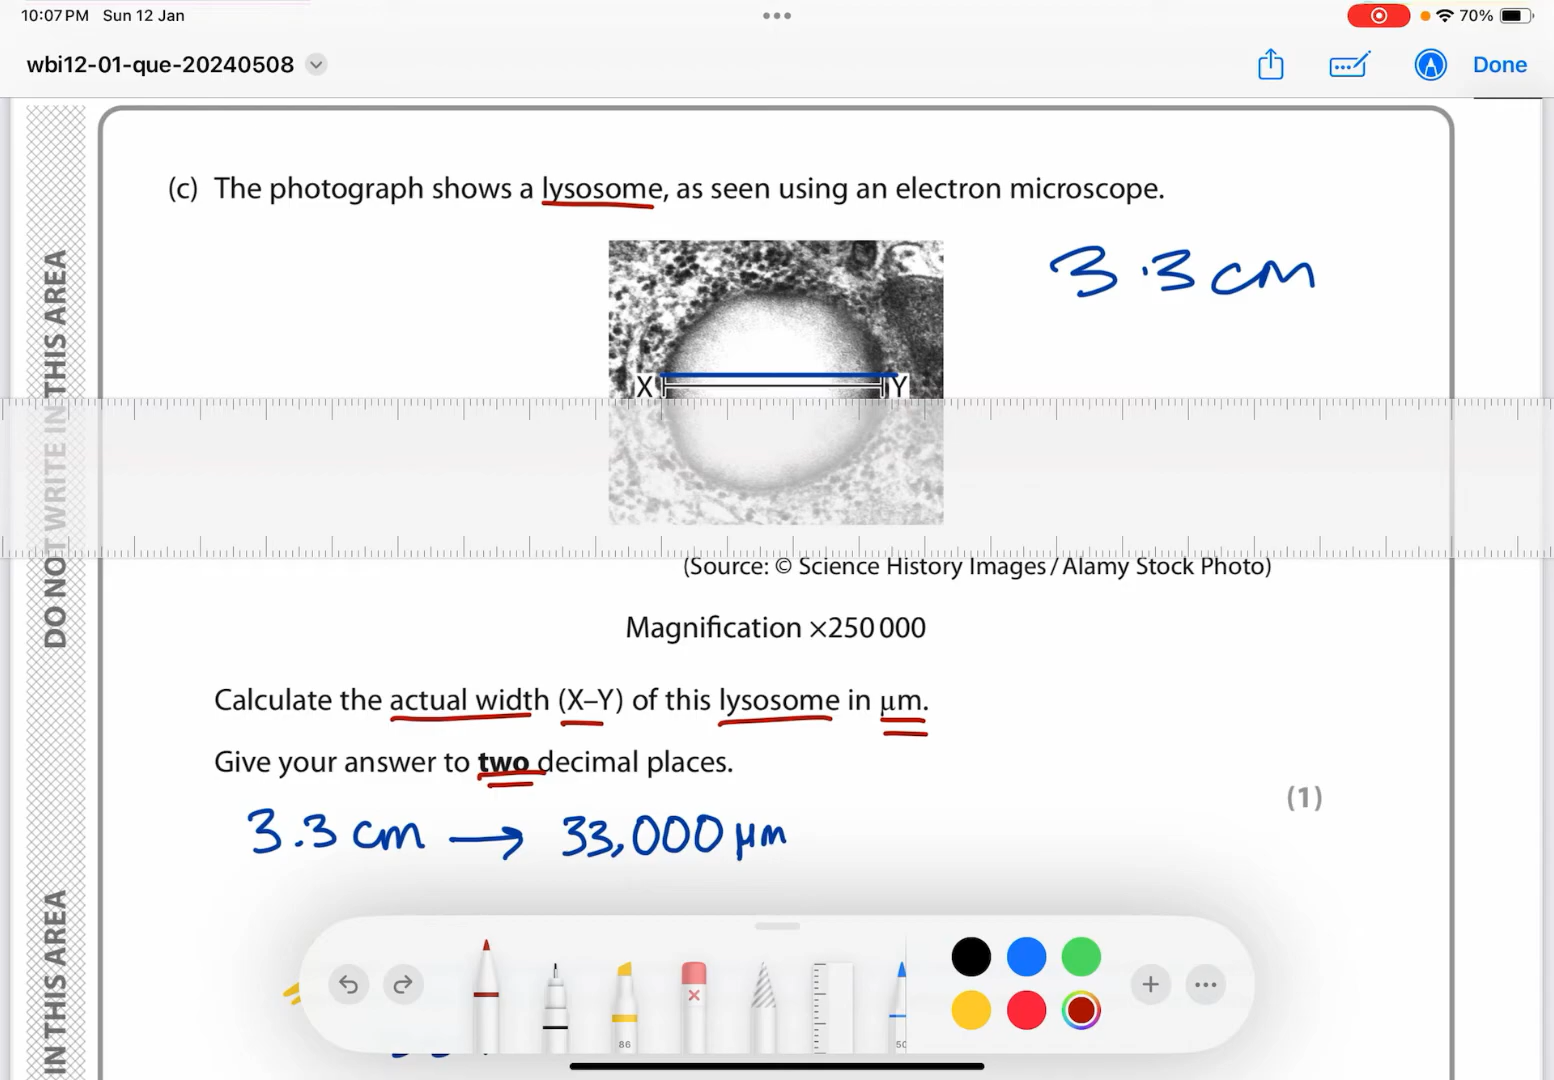 10:07 PM Sun 12 Jan
70%
wbi12-01-que-20240508
Done
(c) The photograph shows a lysosome, as seen using an electron microscope.
3.3 cm
X
Y
(Source: © Science History Images / Alamy Stock Photo)
Magnification ×250 000
Calculate the actual width (X–Y) of this lysosome in μm.
Give your answer to two decimal places.
(1)
3.3 cm → 33,000 μm
DO NOT WRITE IN THIS AREA
IN THIS AREA
86
50